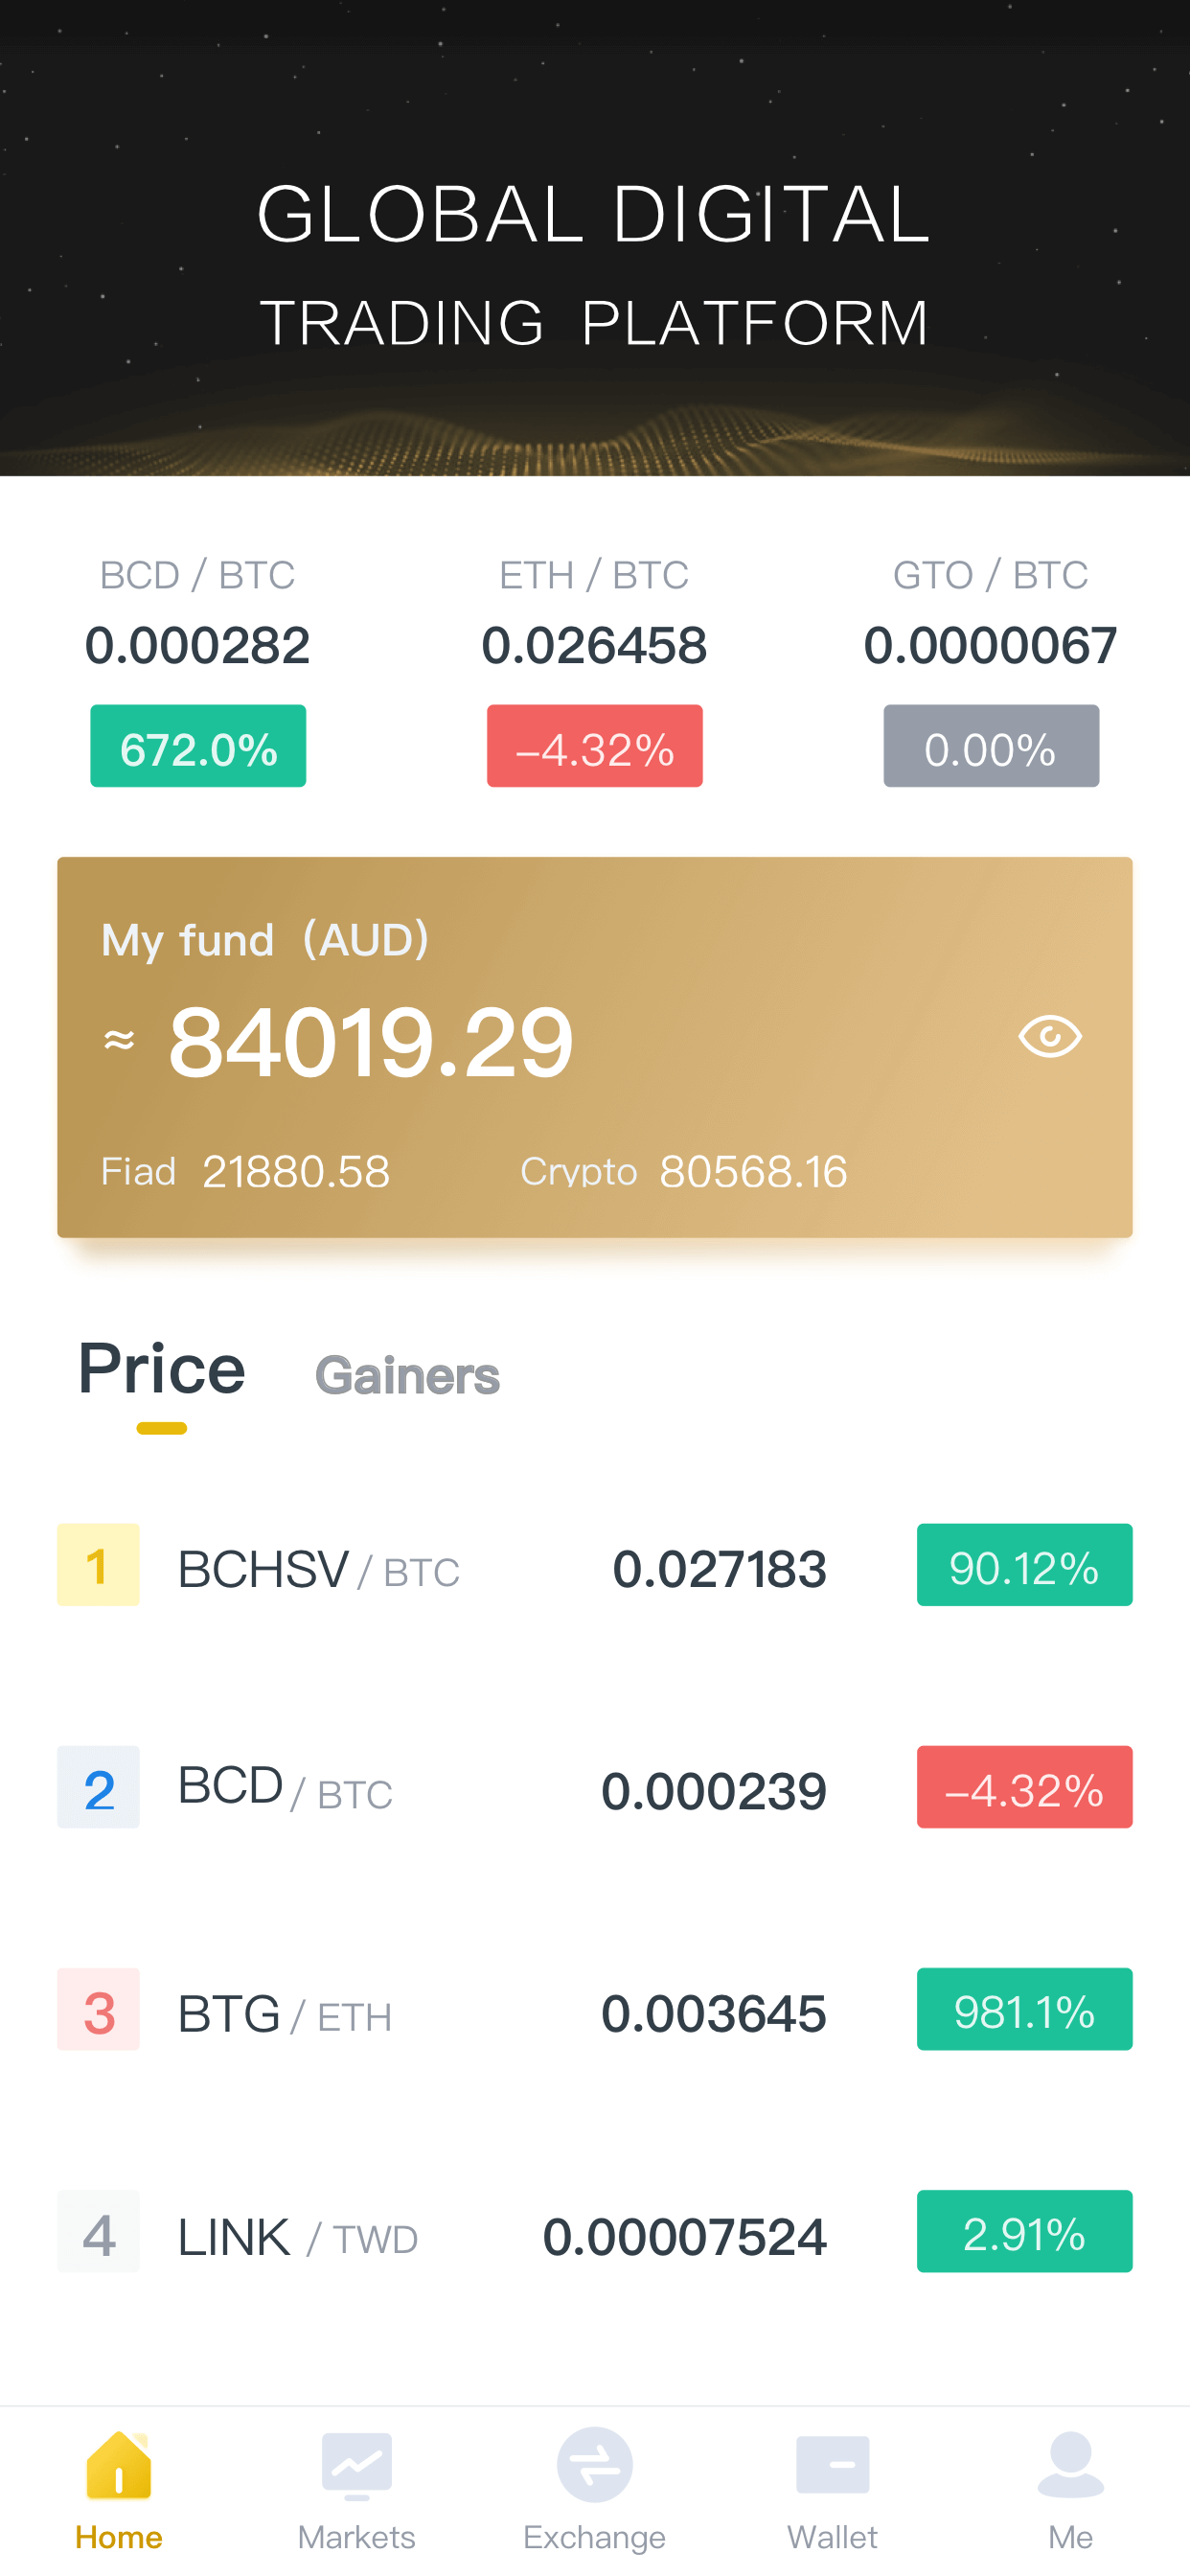 GLOBAL DIGITAL
TRADING PLATFORM
BCD / BTC ETH / BTC GTO / BTC
0.000282 0.026458 0.0000067
672.0% –4.32% 0.00%
My fund (AUD)
≈ 84019.29
Fiad 21880.58 Crypto 80568.16
Price Gainers
1 BCHSV / BTC 0.027183 90.12%
2 BCD / BTC 0.000239 –4.32%
3 BTG / ETH 0.003645 981.1%
4 LINK / TWD 0.00007524 2.91%
Home Markets Exchange Wallet Me